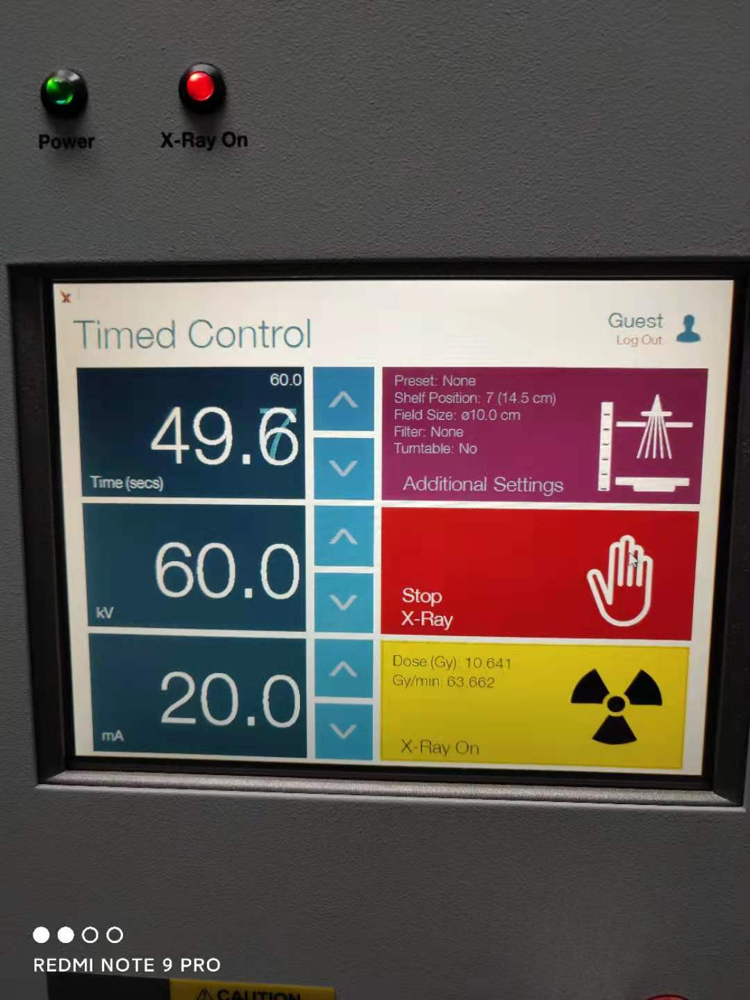 Power
X-Ray On
Timed Control
Guest
Log Out
60.0
49.6
Time (secs)
Preset: None
Shelf Position: 7 (14.5 cm)
Field Size: ø10.0 cm
Filter: None
Turntable: No
Additional Settings
60.0
kV
Stop
X-Ray
20.0
mA
Dose (Gy): 10.641
Gy/min: 63.662
X-Ray On
REDMI NOTE 9 PRO
CAUTION